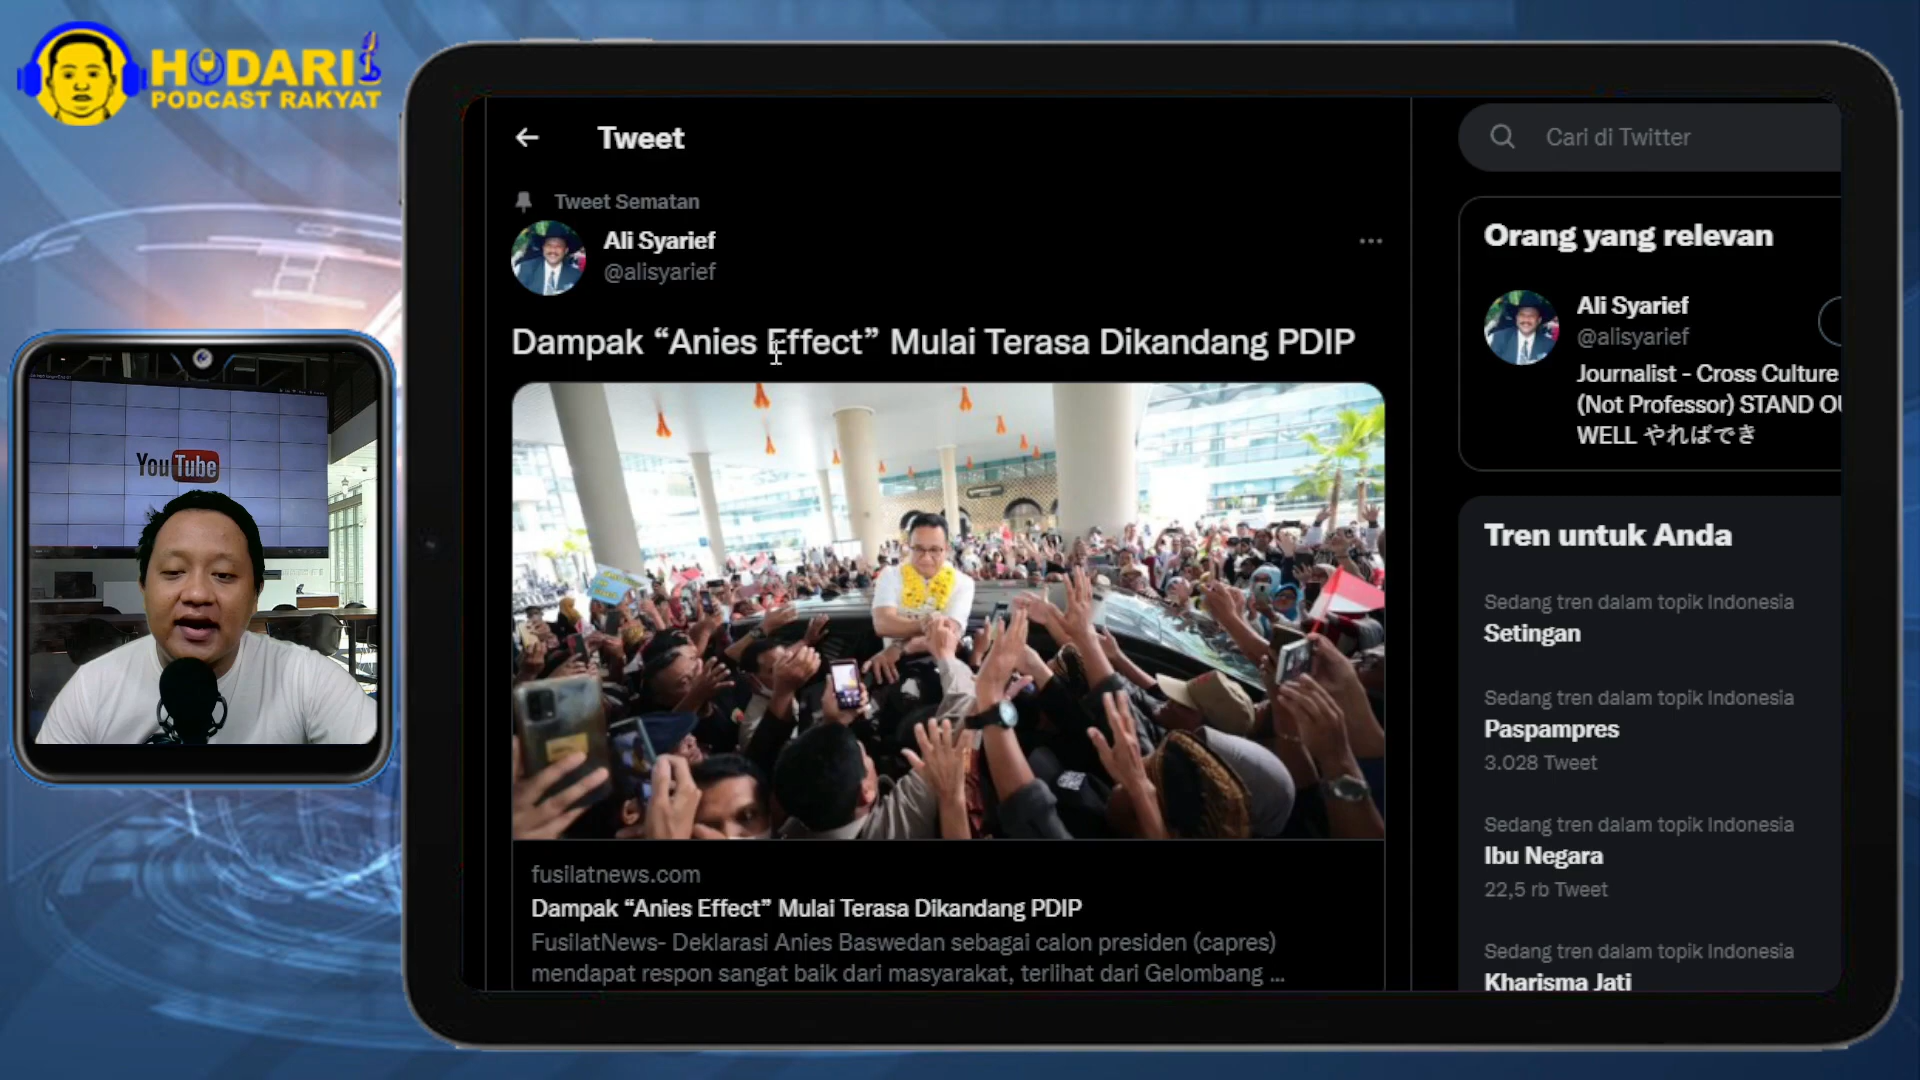 HODARI
PODCAST RAKYAT
YouTube
Tweet
Tweet Sematan
Ali Syarief
@alisyarief
Dampak “Anies Effect” Mulai Terasa Dikandang PDIP
fusilatnews.com
Dampak “Anies Effect” Mulai Terasa Dikandang PDIP
FusilatNews- Deklarasi Anies Baswedan sebagai calon presiden (capres)
mendapat respon sangat baik dari masyarakat, terlihat dari Gelombang ...
Cari di Twitter
Orang yang relevan
Ali Syarief
@alisyarief
Journalist - Cross Culture
(Not Professor) STAND OU
WELL やればでき
Tren untuk Anda
Sedang tren dalam topik Indonesia
Setingan
Sedang tren dalam topik Indonesia
Paspampres
3.028 Tweet
Sedang tren dalam topik Indonesia
Ibu Negara
22,5 rb Tweet
Sedang tren dalam topik Indonesia
Kharisma Jati